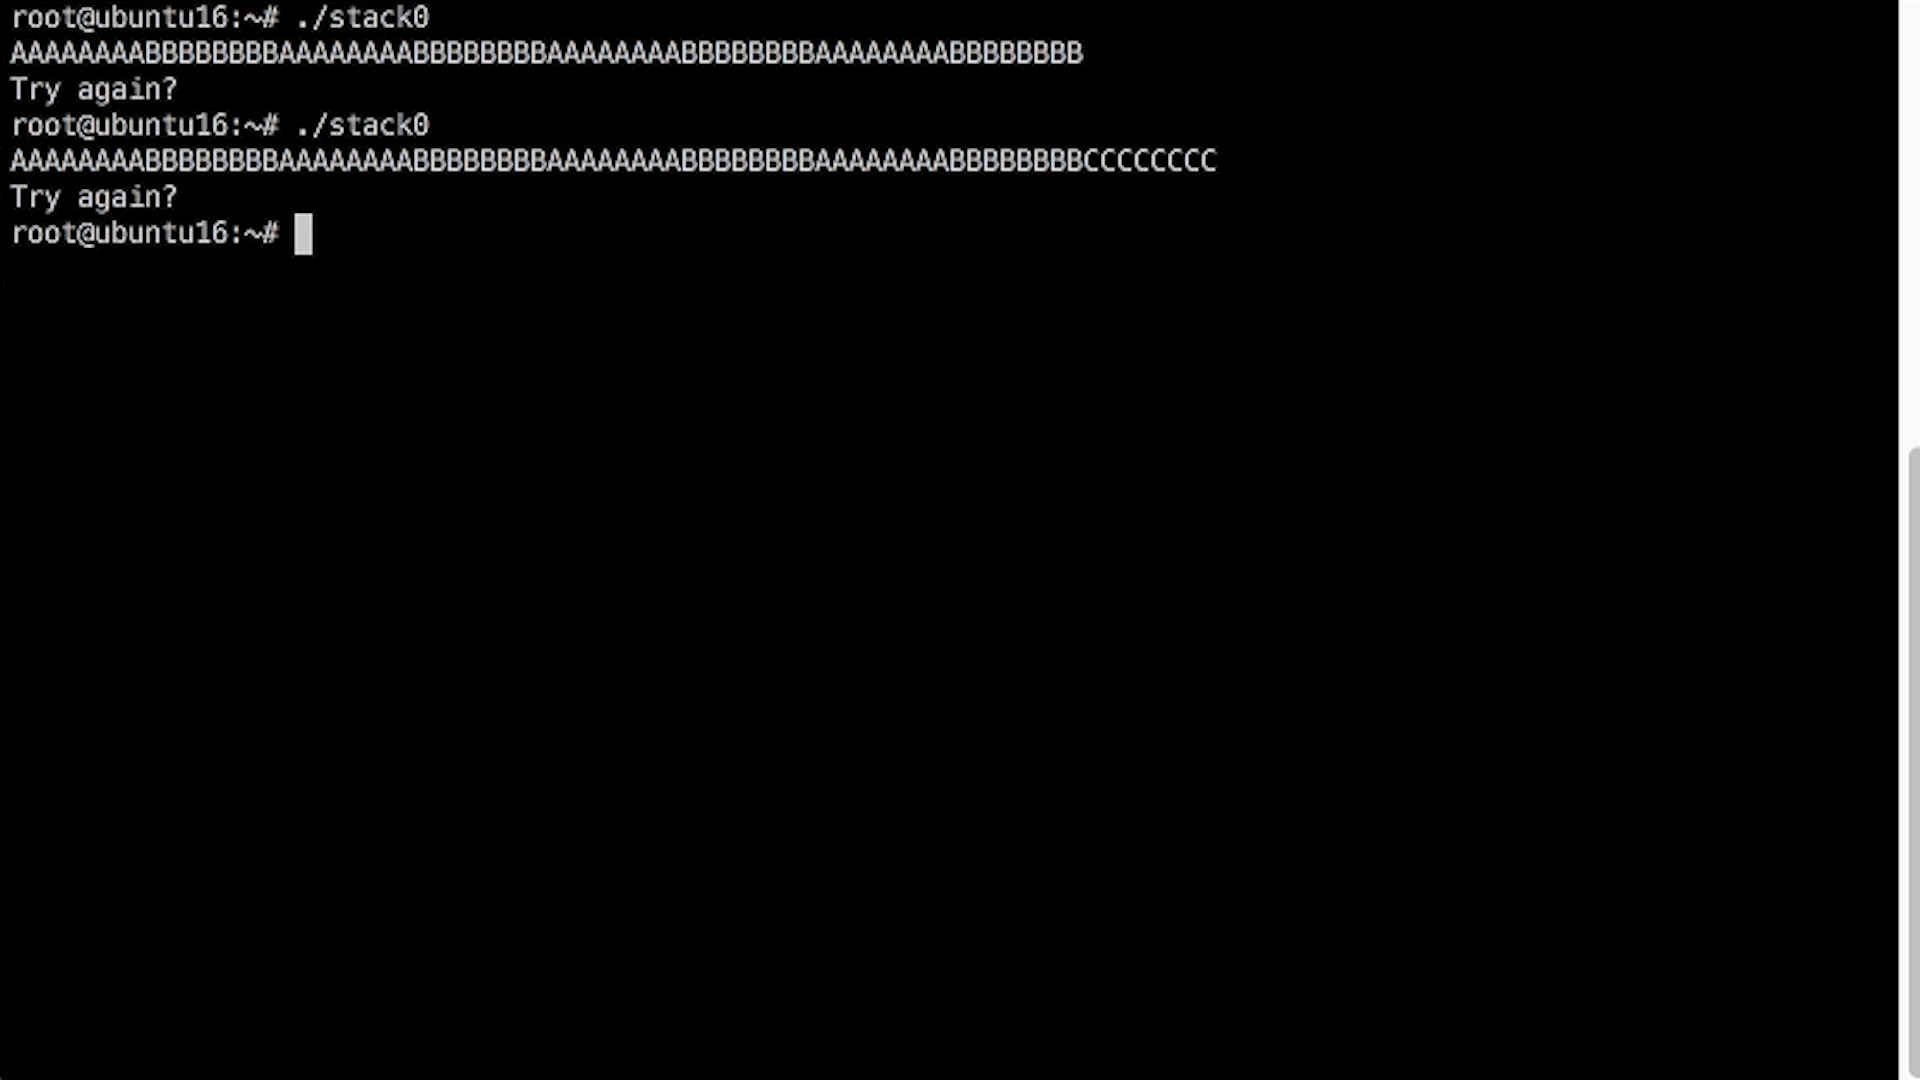 root@ubuntu16:~# ./stack0
AAAAAAAABBBBBBBBAAAAAAAABBBBBBBBAAAAAAAABBBBBBBBAAAAAAAABBBBBBBB
Try again?
root@ubuntu16:~# ./stack0
AAAAAAAABBBBBBBBAAAAAAAABBBBBBBBAAAAAAAABBBBBBBBAAAAAAAABBBBBBBBCCCCCCCC
Try again?
root@ubuntu16:~#